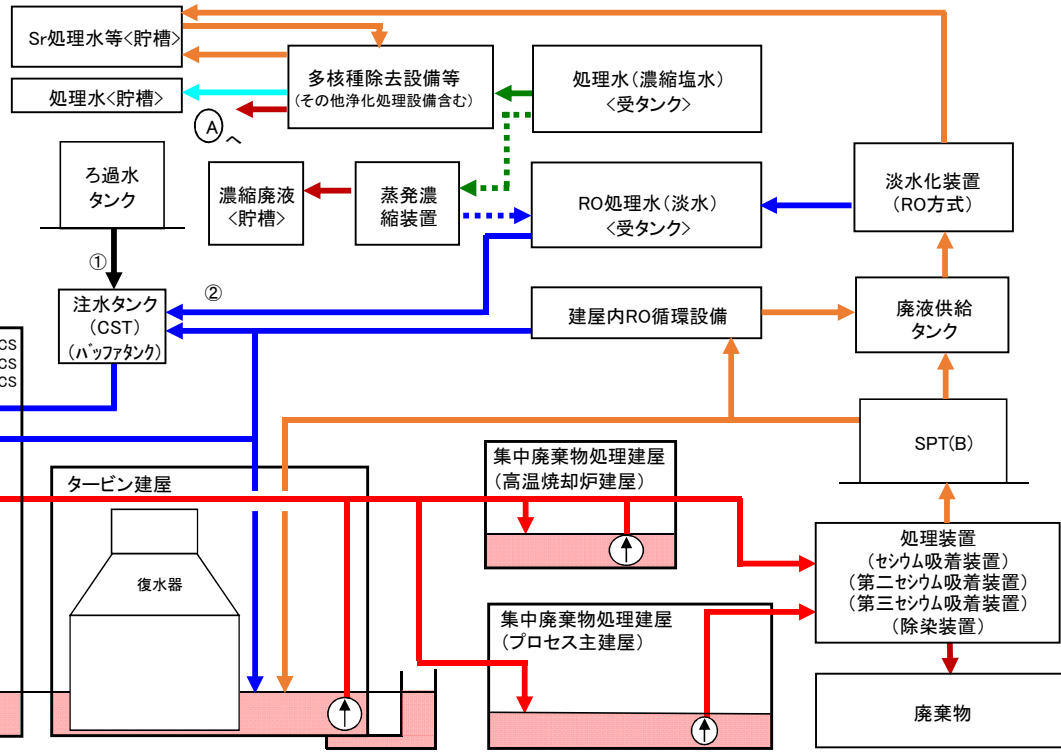 Sr処理水等<貯槽>
処理水<貯槽>
多核種除去設備等
(その他浄化処理設備含む)
処理水(濃縮塩水)
<受タンク>
A
へ
ろ過水
タンク
濃縮廃液
<貯槽>
蒸発濃
縮装置
RO処理水(淡水)
<受タンク>
淡水化装置
(RO方式)
①
②
注水タンク
(CST)
(バッファタンク)
建屋内RO循環設備
廃液供給
タンク
CS
CS
CS
SPT(B)
タービン建屋
復水器
集中廃棄物処理建屋
(高温焼却炉建屋)
集中廃棄物処理建屋
(プロセス主建屋)
処理装置
(セシウム吸着装置)
(第二セシウム吸着装置)
(第三セシウム吸着装置)
(除染装置)
廃棄物